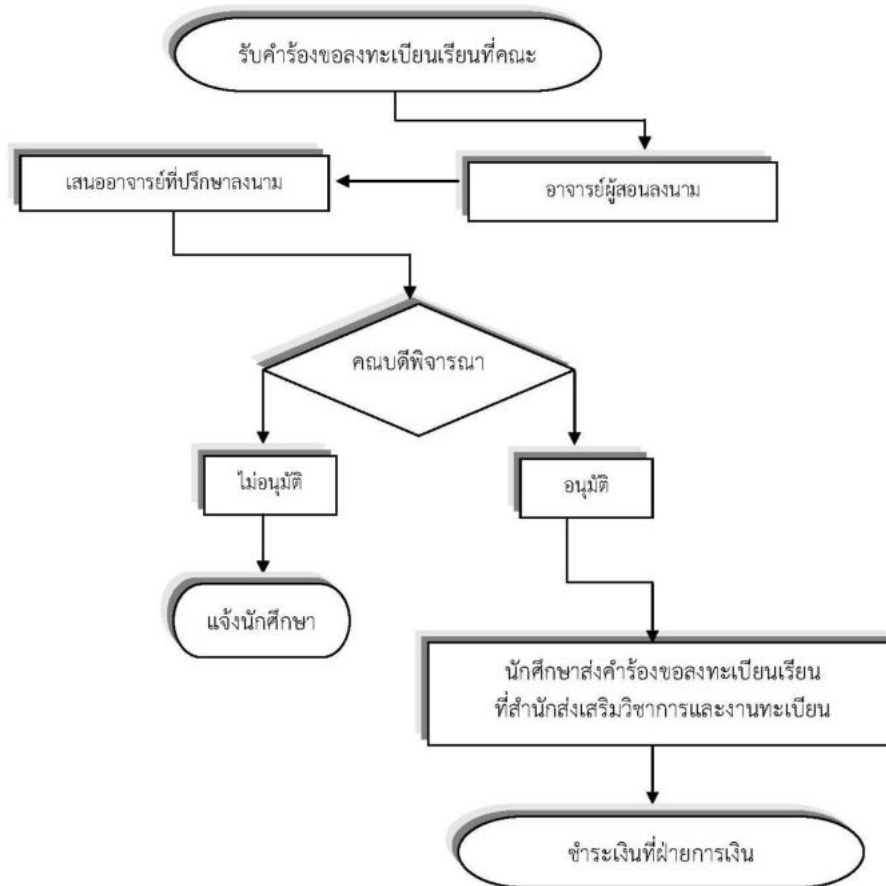 รับคำร้องขอลงทะเบียนเรียนที่คณะ
อาจารย์ผู้สอนลงนาม
เสนออาจารย์ที่ปรึกษาลงนาม
คณบดีพิจารณา
ไม่อนุมัติ
อนุมัติ
แจ้งนักศึกษา
นักศึกษาส่งคำร้องขอลงทะเบียนเรียน
ที่สำนักส่งเสริมวิชาการและงานทะเบียน
ชำระเงินที่ฝ่ายการเงิน